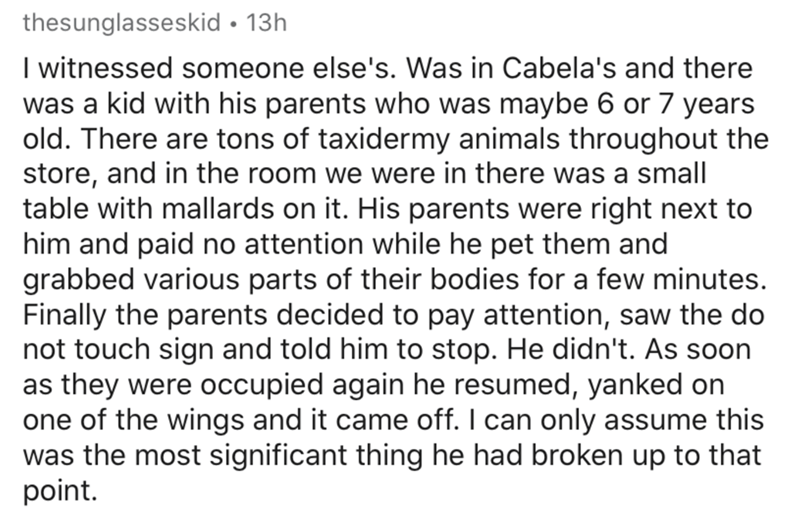 thesunglasseskid • 13h
I witnessed someone else's. Was in Cabela's and there
was a kid with his parents who was maybe 6 or 7 years
old. There are tons of taxidermy animals throughout the
store, and in the room we were in there was a small
table with mallards on it. His parents were right next to
him and paid no attention while he pet them and
grabbed various parts of their bodies for a few minutes.
Finally the parents decided to pay attention, saw the do
not touch sign and told him to stop. He didn't. As soon
as they were occupied again he resumed, yanked on
one of the wings and it came off. I can only assume this
was the most significant thing he had broken up to that
point.